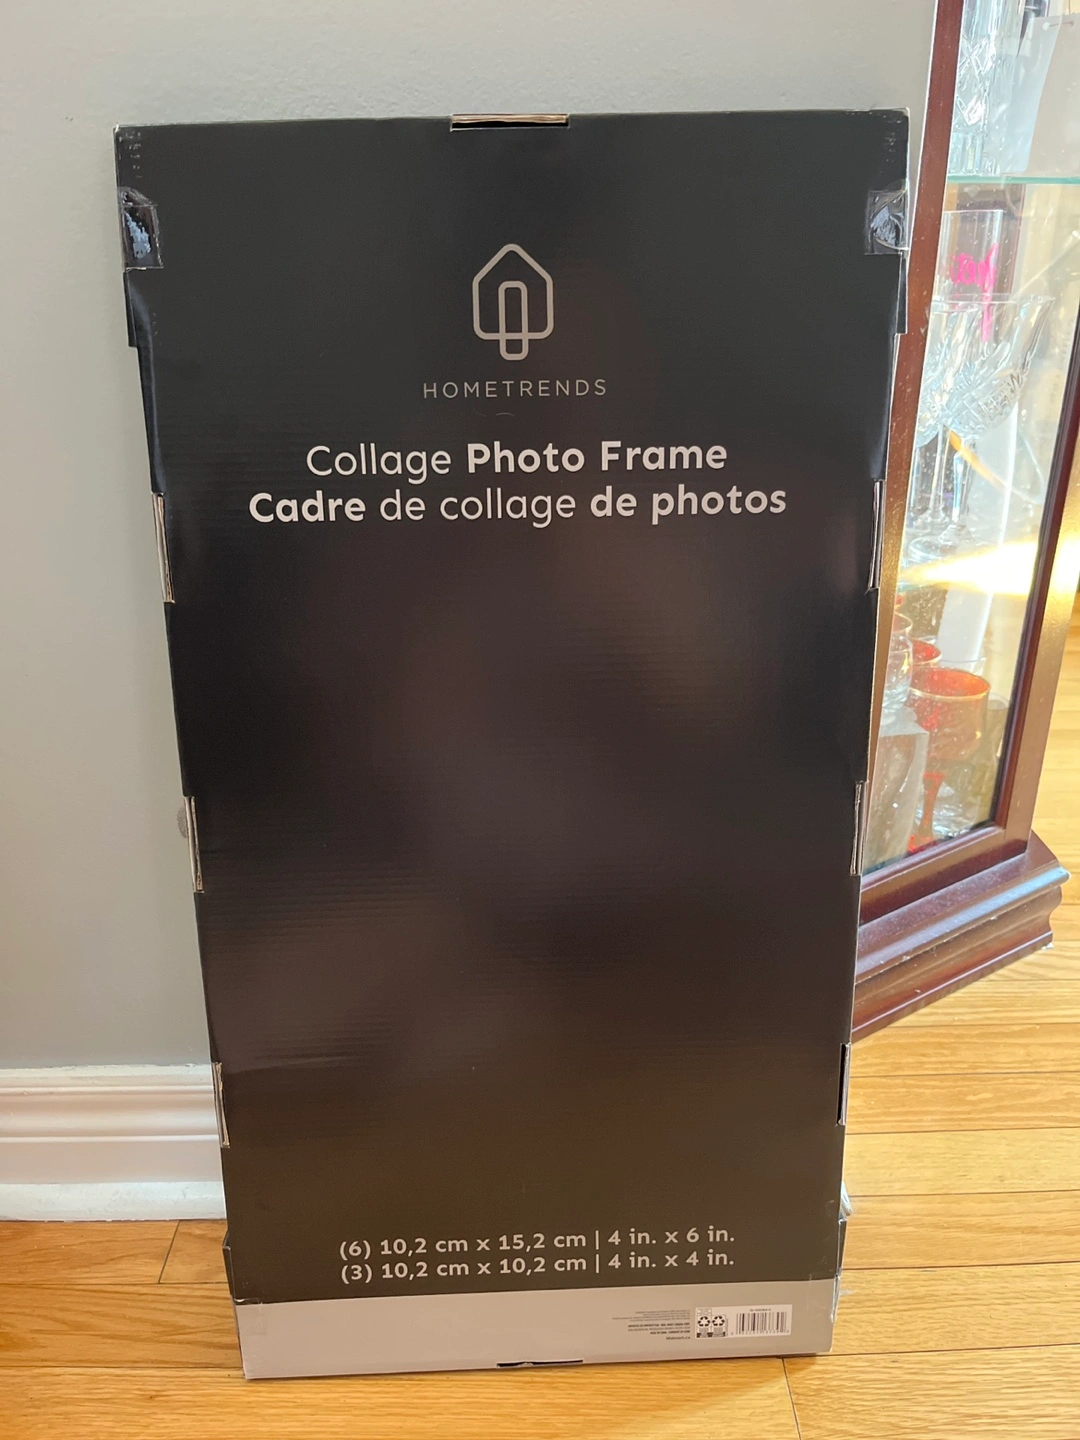 HOMETRENDS
Collage Photo Frame
Cadre de collage de photos
(6) 10,2 cm x 15,2 cm | 4 in. x 6 in.
(3) 10,2 cm x 10,2 cm | 4 in. x 4 in.